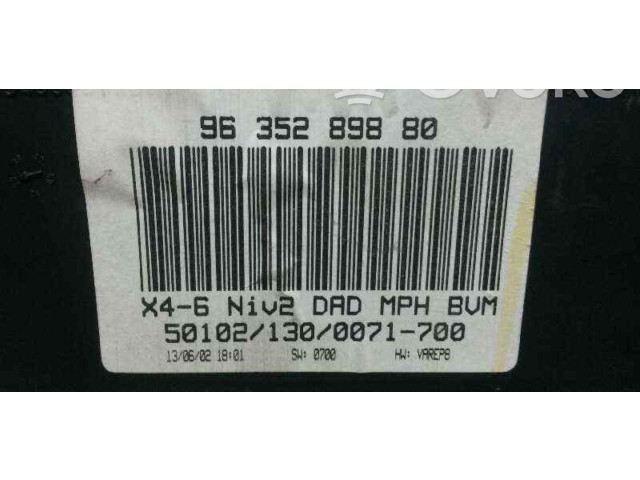 96 352 898 80
X4-6 Niv2 DAD MPH BVM
50102/130/0071-700
13/06/02 18:01 SW: 0700 HW: VAREP8